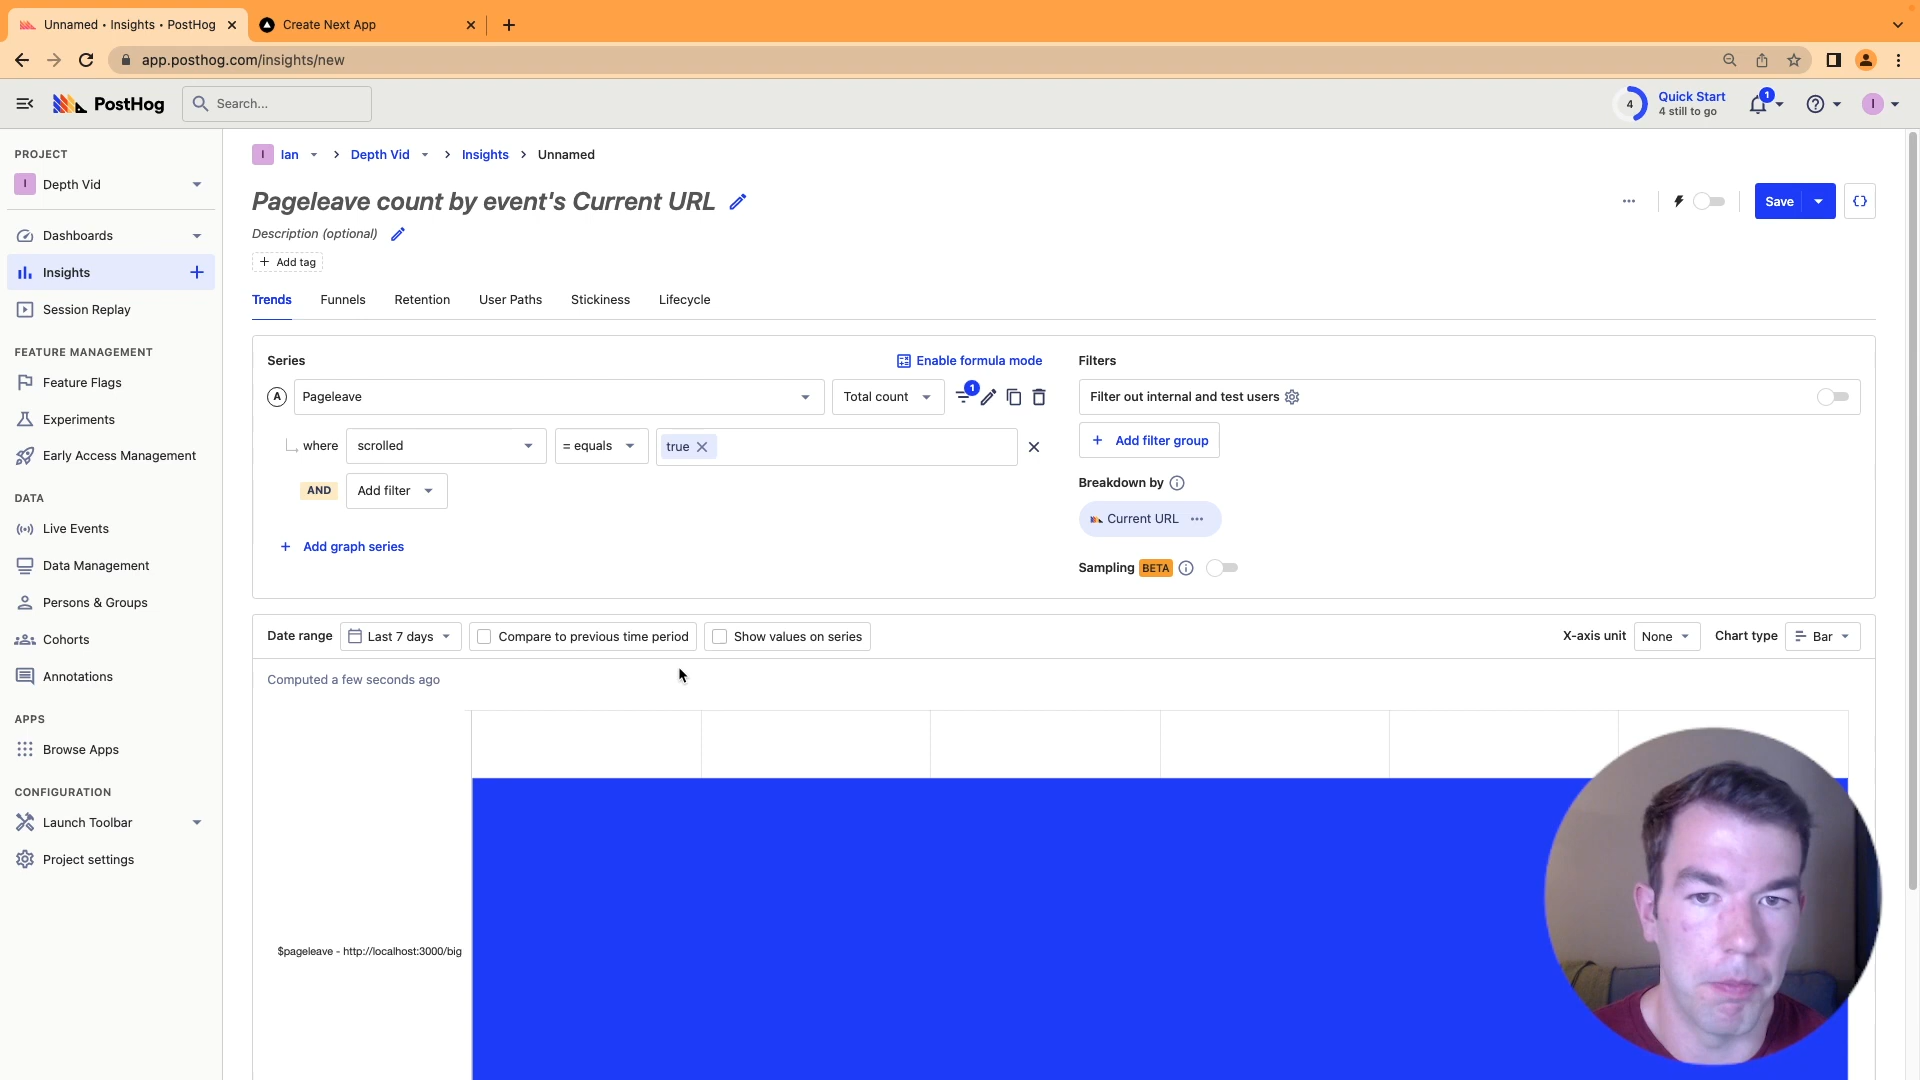 Unnamed • Insights • PostHog
Create Next App
app.posthog.com/insights/new
PostHog
Search...
4
Quick Start
4 still to go
1
I
PROJECT
I Depth Vid
Dashboards
Insights
Session Replay
FEATURE MANAGEMENT
Feature Flags
Experiments
Early Access Management
DATA
Live Events
Data Management
Persons & Groups
Cohorts
Annotations
APPS
Browse Apps
CONFIGURATION
Launch Toolbar
Project settings
I Ian
Depth Vid
Insights
Unnamed
Pageleave count by event's Current URL
Description (optional)
Add tag
Save
Trends
Funnels
Retention
User Paths
Stickiness
Lifecycle
Series
Enable formula mode
A
Pageleave
Total count
1
where
scrolled
= equals
true
AND
Add filter
Add graph series
Filters
Filter out internal and test users
Add filter group
Breakdown by
Current URL
Sampling BETA
Date range
Last 7 days
Compare to previous time period
Show values on series
X-axis unit
None
Chart type
Bar
Computed a few seconds ago
$pageleave - http://localhost:3000/big